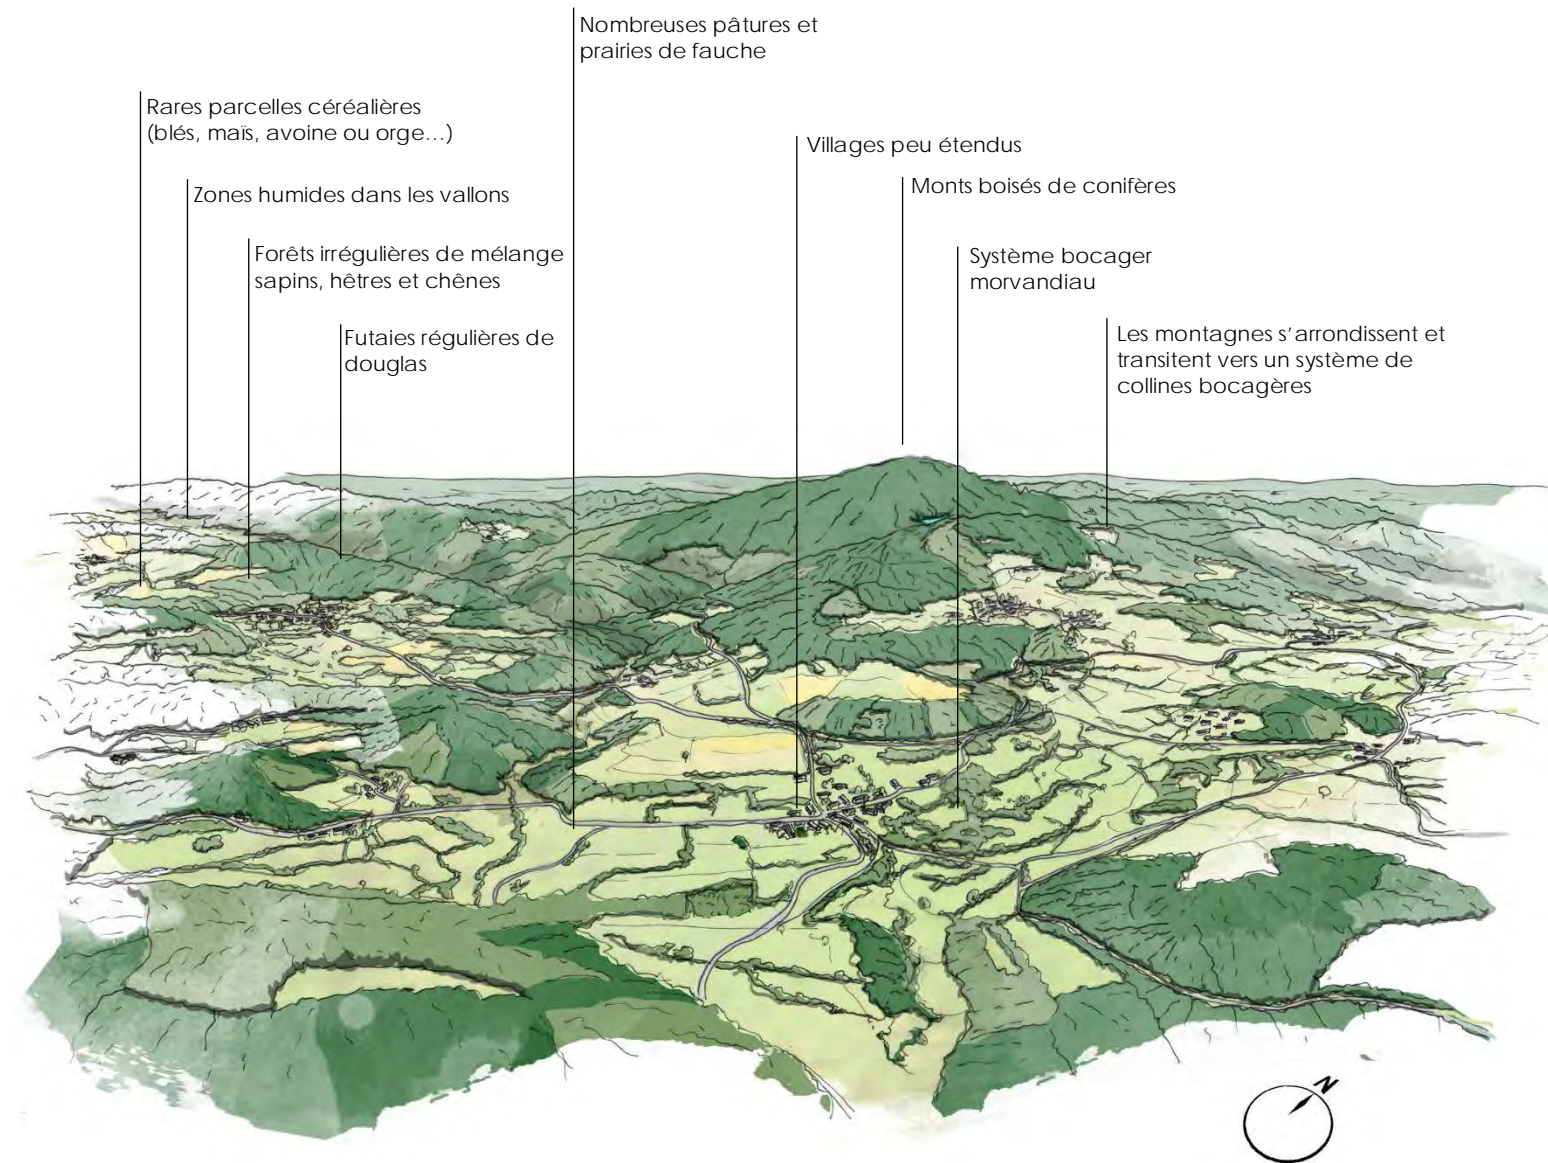 Nombreuses pâtures et
prairies de fauche
Rares parcelles céréalières
(blés, maïs, avoine ou orge…)
Villages peu étendus
Zones humides dans les vallons
Monts boisés de conifères
Forêts irrégulières de mélange
sapins, hêtres et chênes
Système bocager
morvandiau
Futaies régulières de
douglas
Les montagnes s'arrondissent et
transitent vers un système de
collines bocagères
N